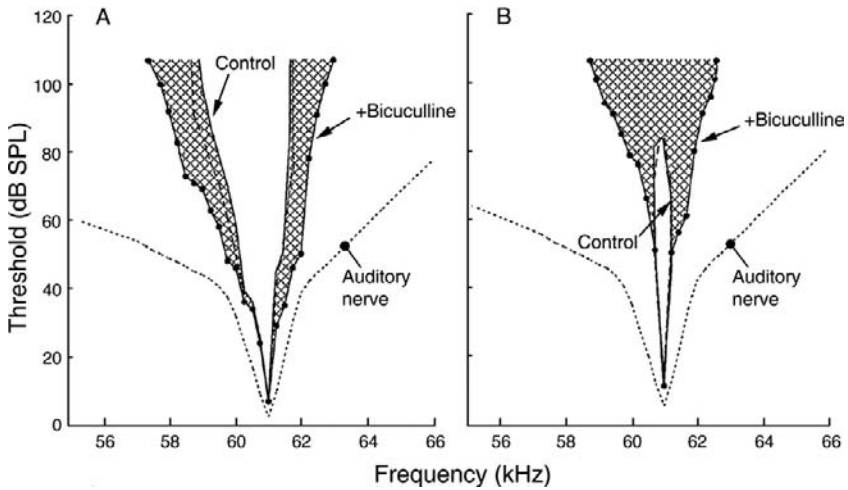 A
B
120
100
80
60
40
20
0
Threshold (dB SPL)
Control
+Bicuculline
Auditory
nerve
+Bicuculline
Control
Auditory
nerve
56 58 60 62 64 66
56 58 60 62 64 66
Frequency (kHz)